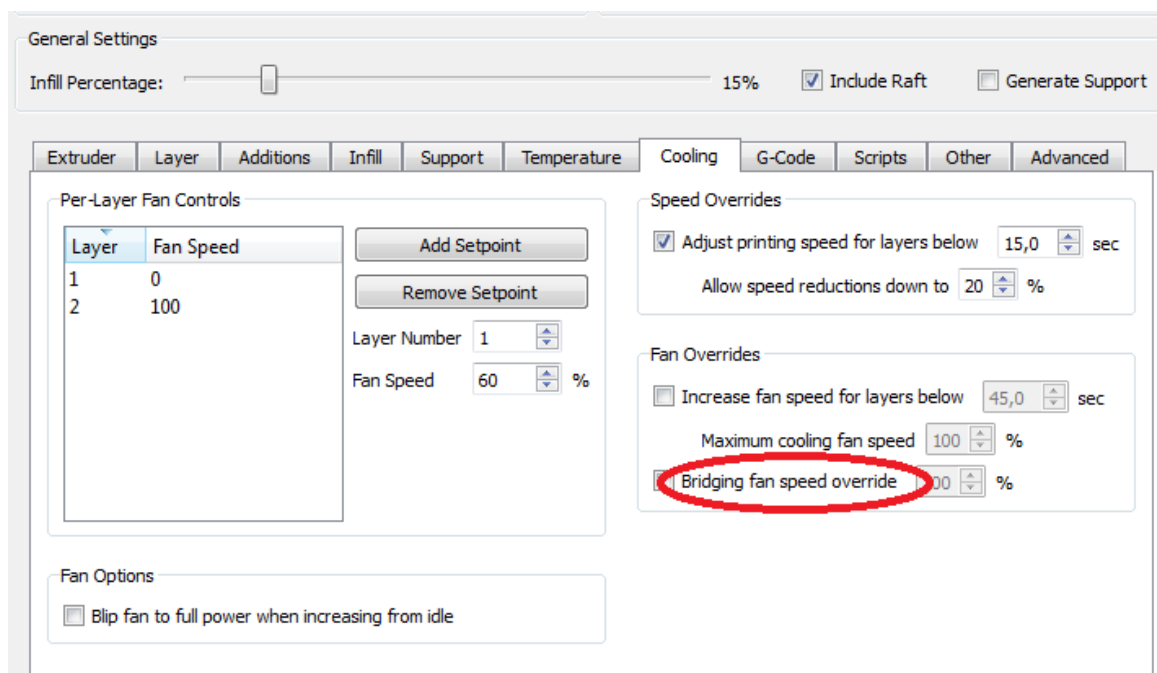 General Settings
Infill Percentage: 15% Include Raft Generate Support
Extruder Layer Additions Infill Support Temperature Cooling G-Code Scripts Other Advanced
Per-Layer Fan Controls
Layer Fan Speed
1 0
2 100
Add Setpoint
Remove Setpoint
Layer Number 1
Fan Speed 60 %
Fan Options
Blip fan to full power when increasing from idle
Speed Overrides
Adjust printing speed for layers below 15,0 sec
Allow speed reductions down to 20 %
Fan Overrides
Increase fan speed for layers below 45,0 sec
Maximum cooling fan speed 100 %
Bridging fan speed override %